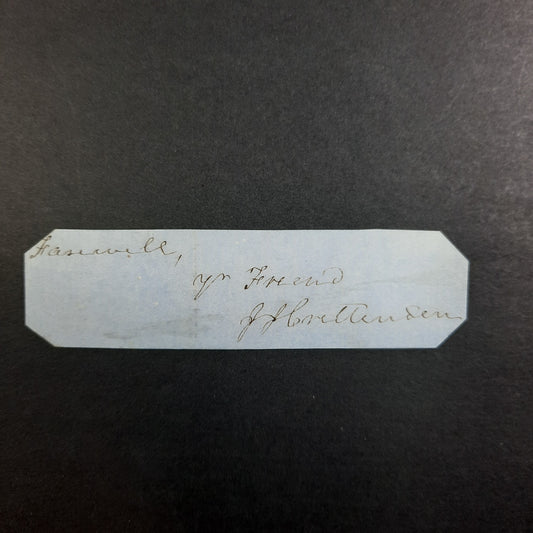 Farewell,
yr Friend
J J Crittenden